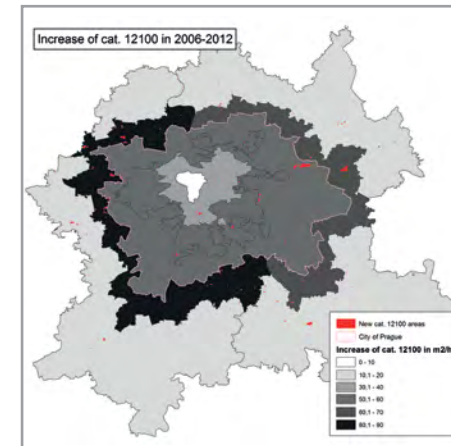 Increase of cat. 12100 in 2006-2012
New cat. 12100 areas
City of Prague
Increase of cat. 12100 in m2/h
0 - 10
10,1 - 20
30,1 - 40
50,1 - 60
60,1 - 70
80,1 - 90